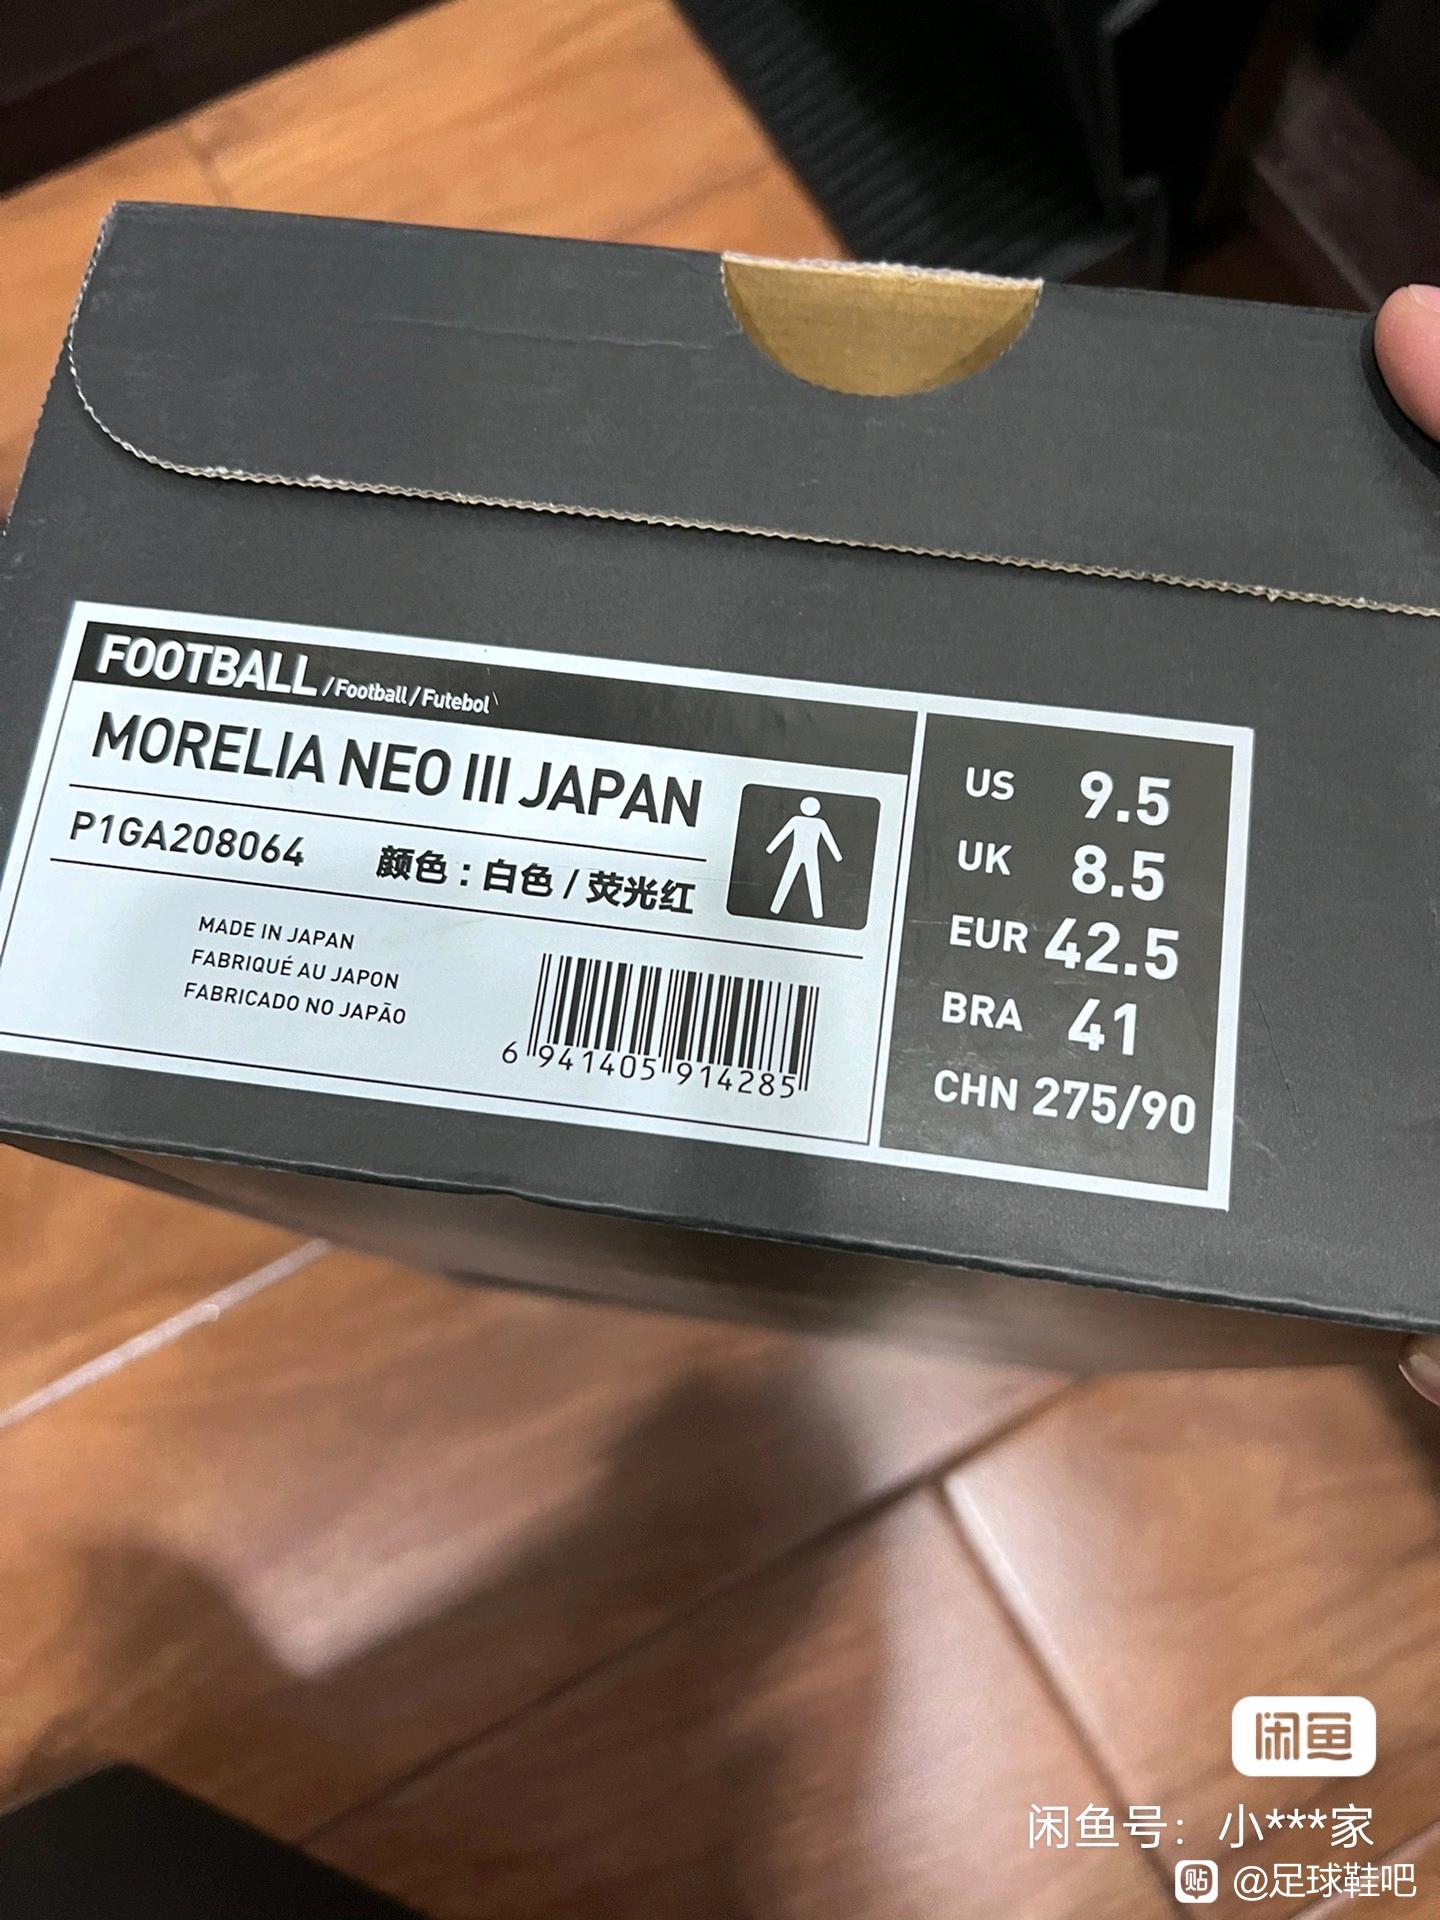 FOOTBALL /Football/Futebol
MORELIA NEO III JAPAN
P1GA208064 颜色:白色/荧光红
MADE IN JAPAN
FABRIQUÉ AU JAPON
FABRICADO NO JAPÃO
6 941405 914285
US 9.5
UK 8.5
EUR 42.5
BRA 41
CHN 275/90
闲鱼
闲鱼号：小***家
贴 @足球鞋吧